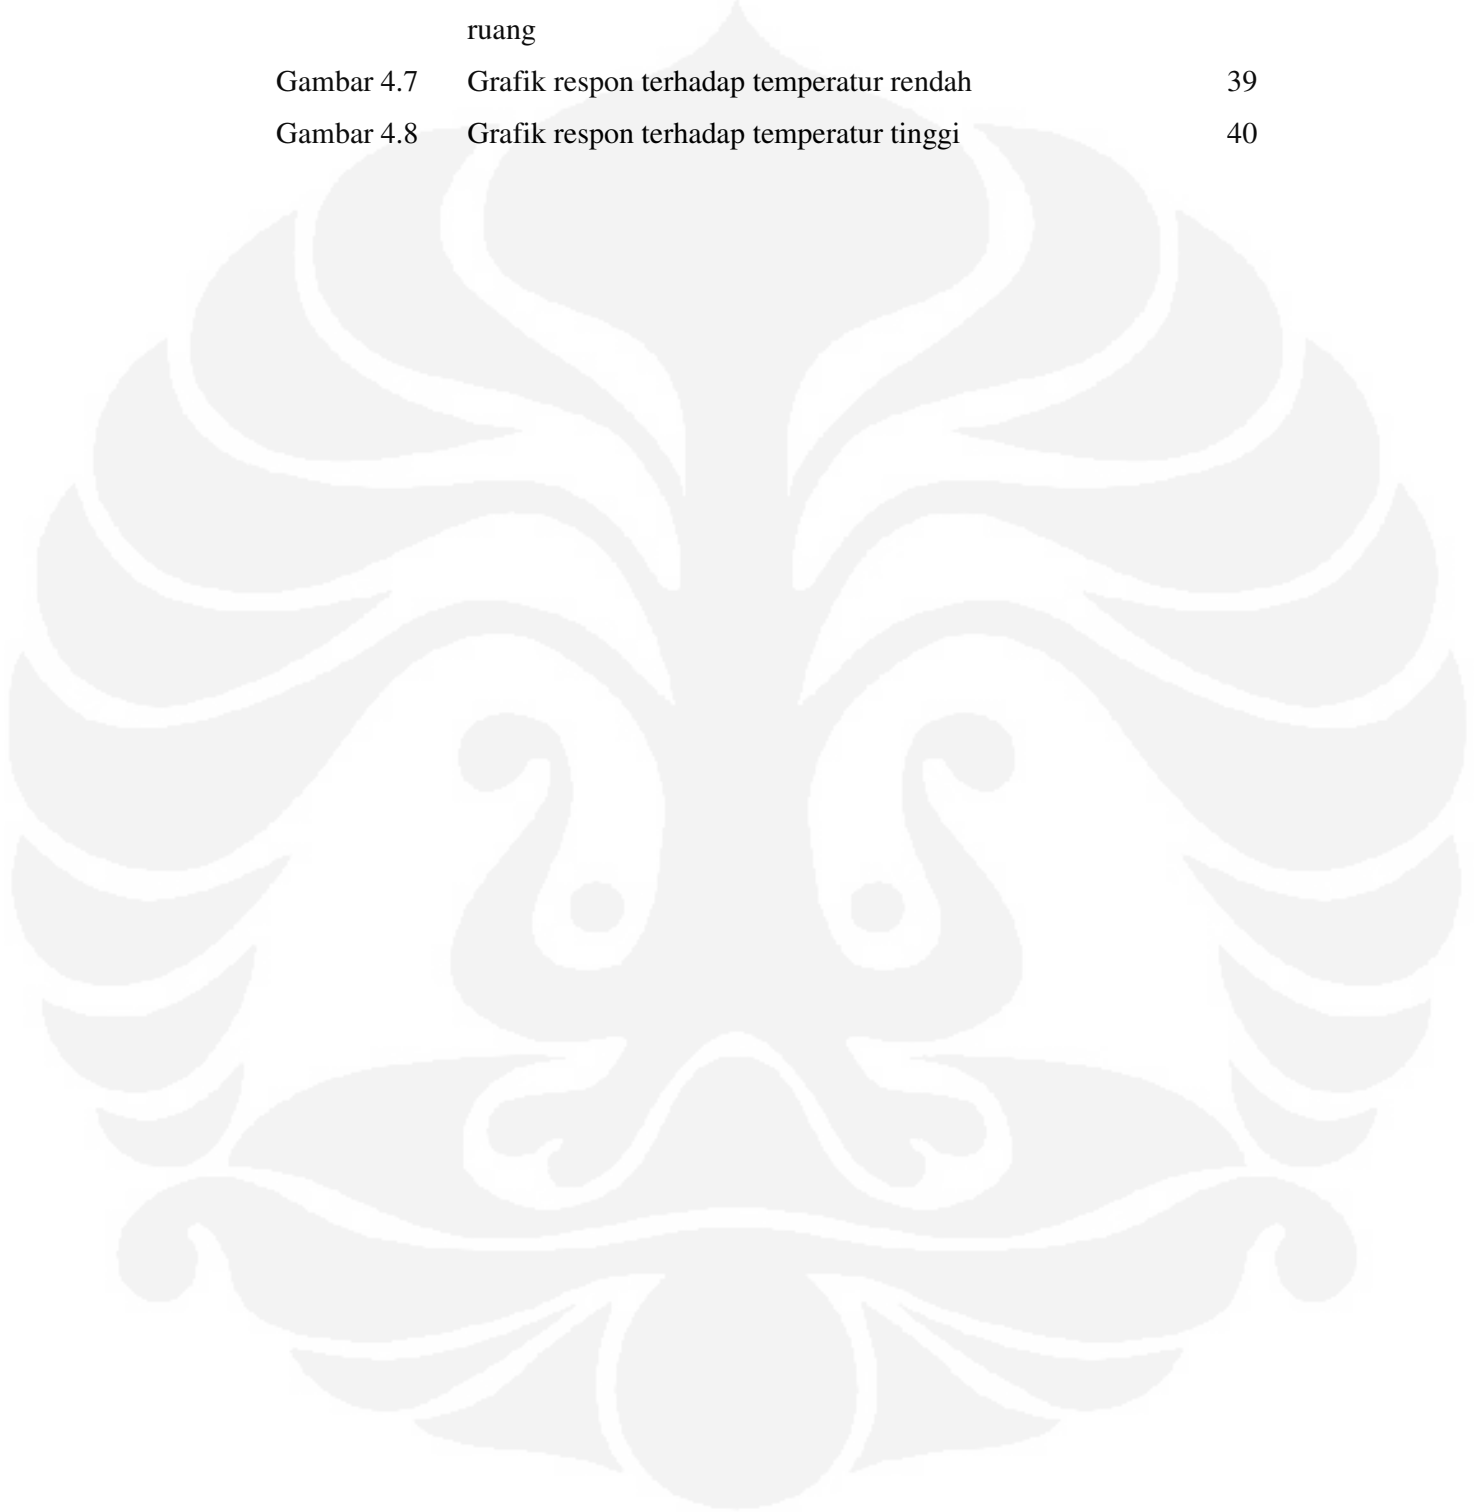 ruang
Gambar 4.7 Grafik respon terhadap temperatur rendah 39
Gambar 4.8 Grafik respon terhadap temperatur tinggi 40